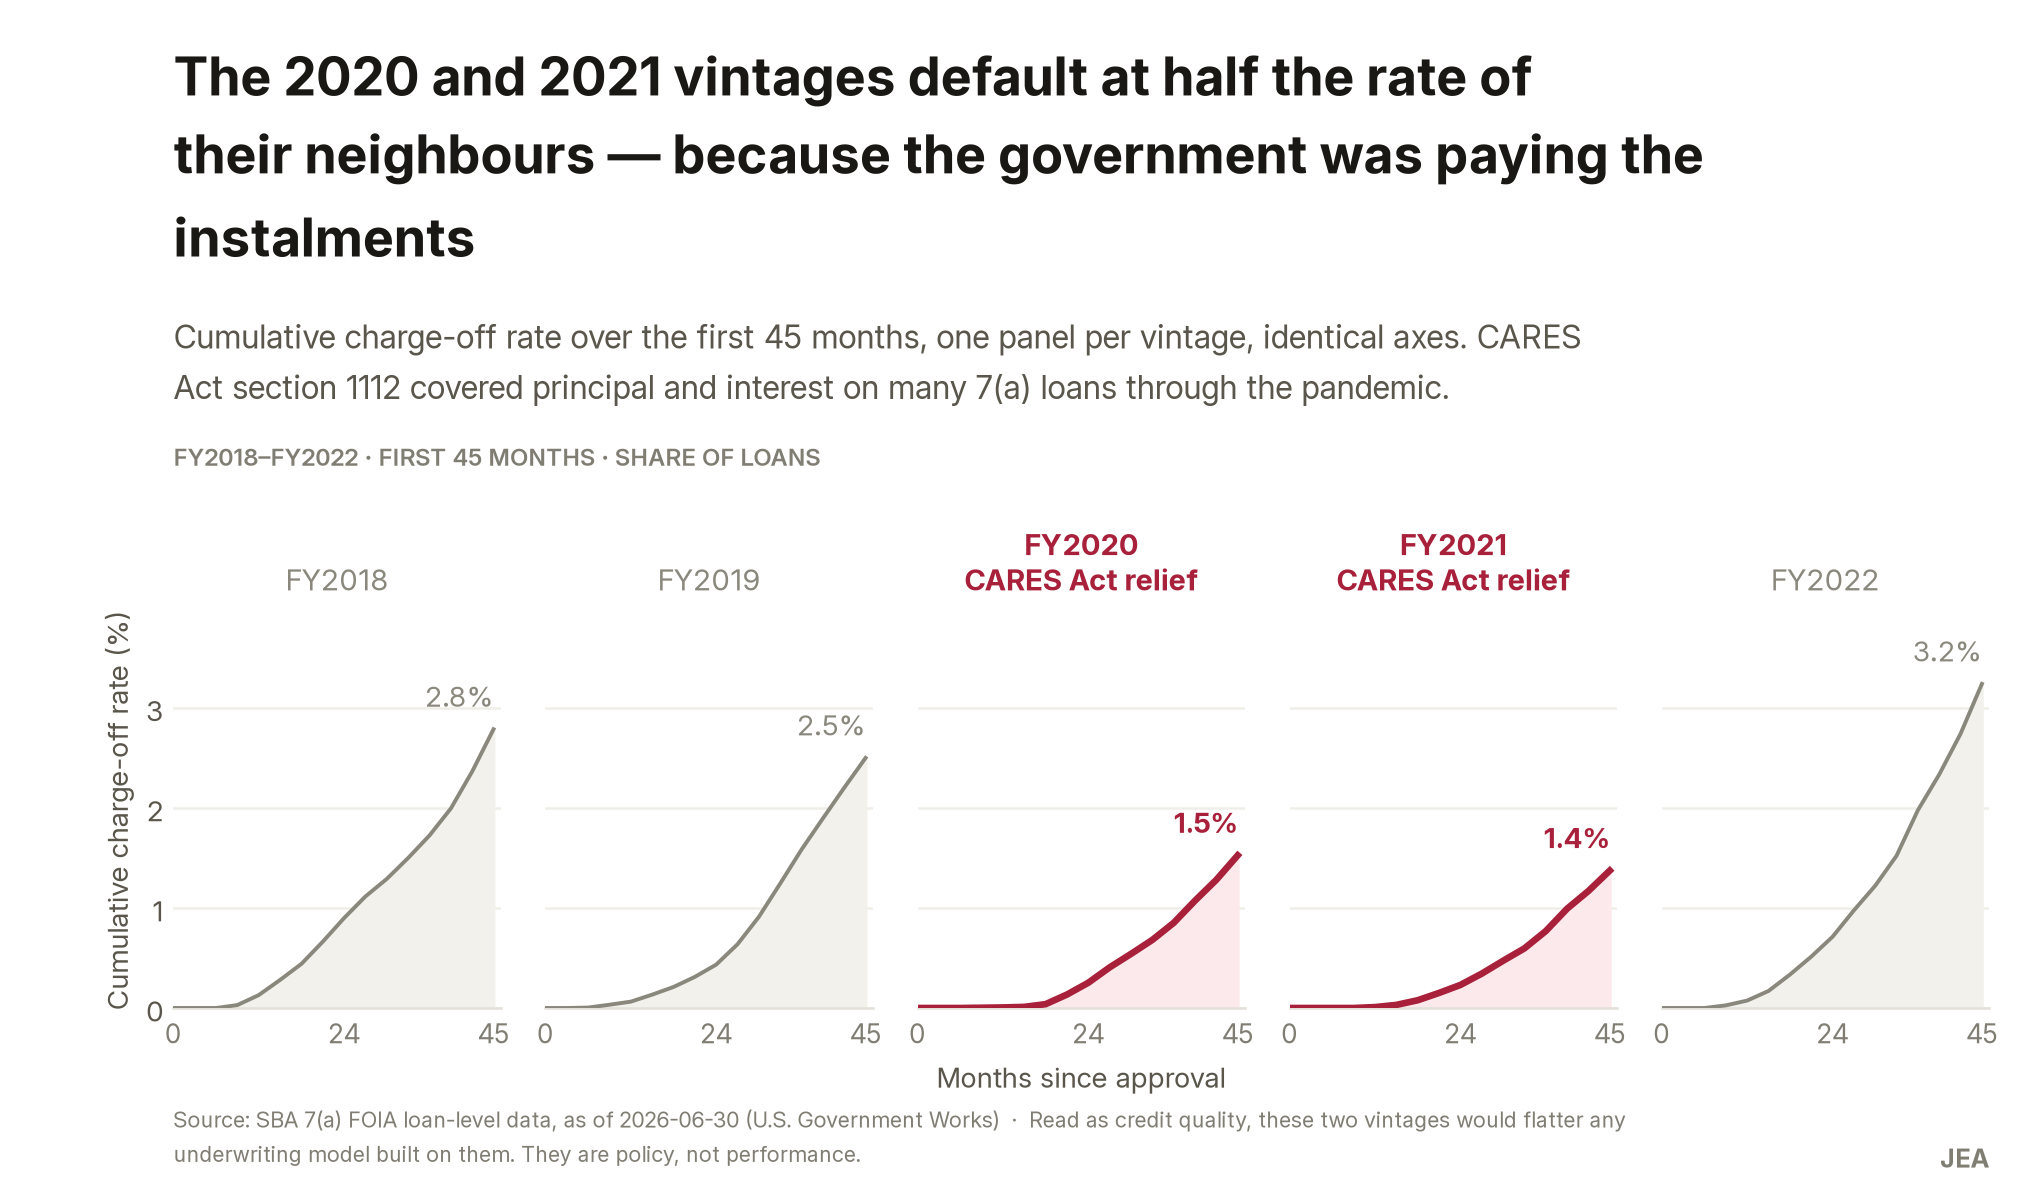 The 2020 and 2021 vintages default at half the rate of
their neighbours — because the government was paying the
instalments
Cumulative charge-off rate over the first 45 months, one panel per vintage, identical axes. CARES
Act section 1112 covered principal and interest on many 7(a) loans through the pandemic.
FY2018–FY2022 · FIRST 45 MONTHS · SHARE OF LOANS
FY2018
FY2019
FY2020
CARES Act relief
FY2021
CARES Act relief
FY2022
Cumulative charge-off rate (%)
3
2
1
0
2.8%
2.5%
1.5%
1.4%
3.2%
0 24 45
0 24 45
0 24 45
0 24 45
0 24 45
Months since approval
Source: SBA 7(a) FOIA loan-level data, as of 2026-06-30 (U.S. Government Works) · Read as credit quality, these two vintages would flatter any
underwriting model built on them. They are policy, not performance.
JEA